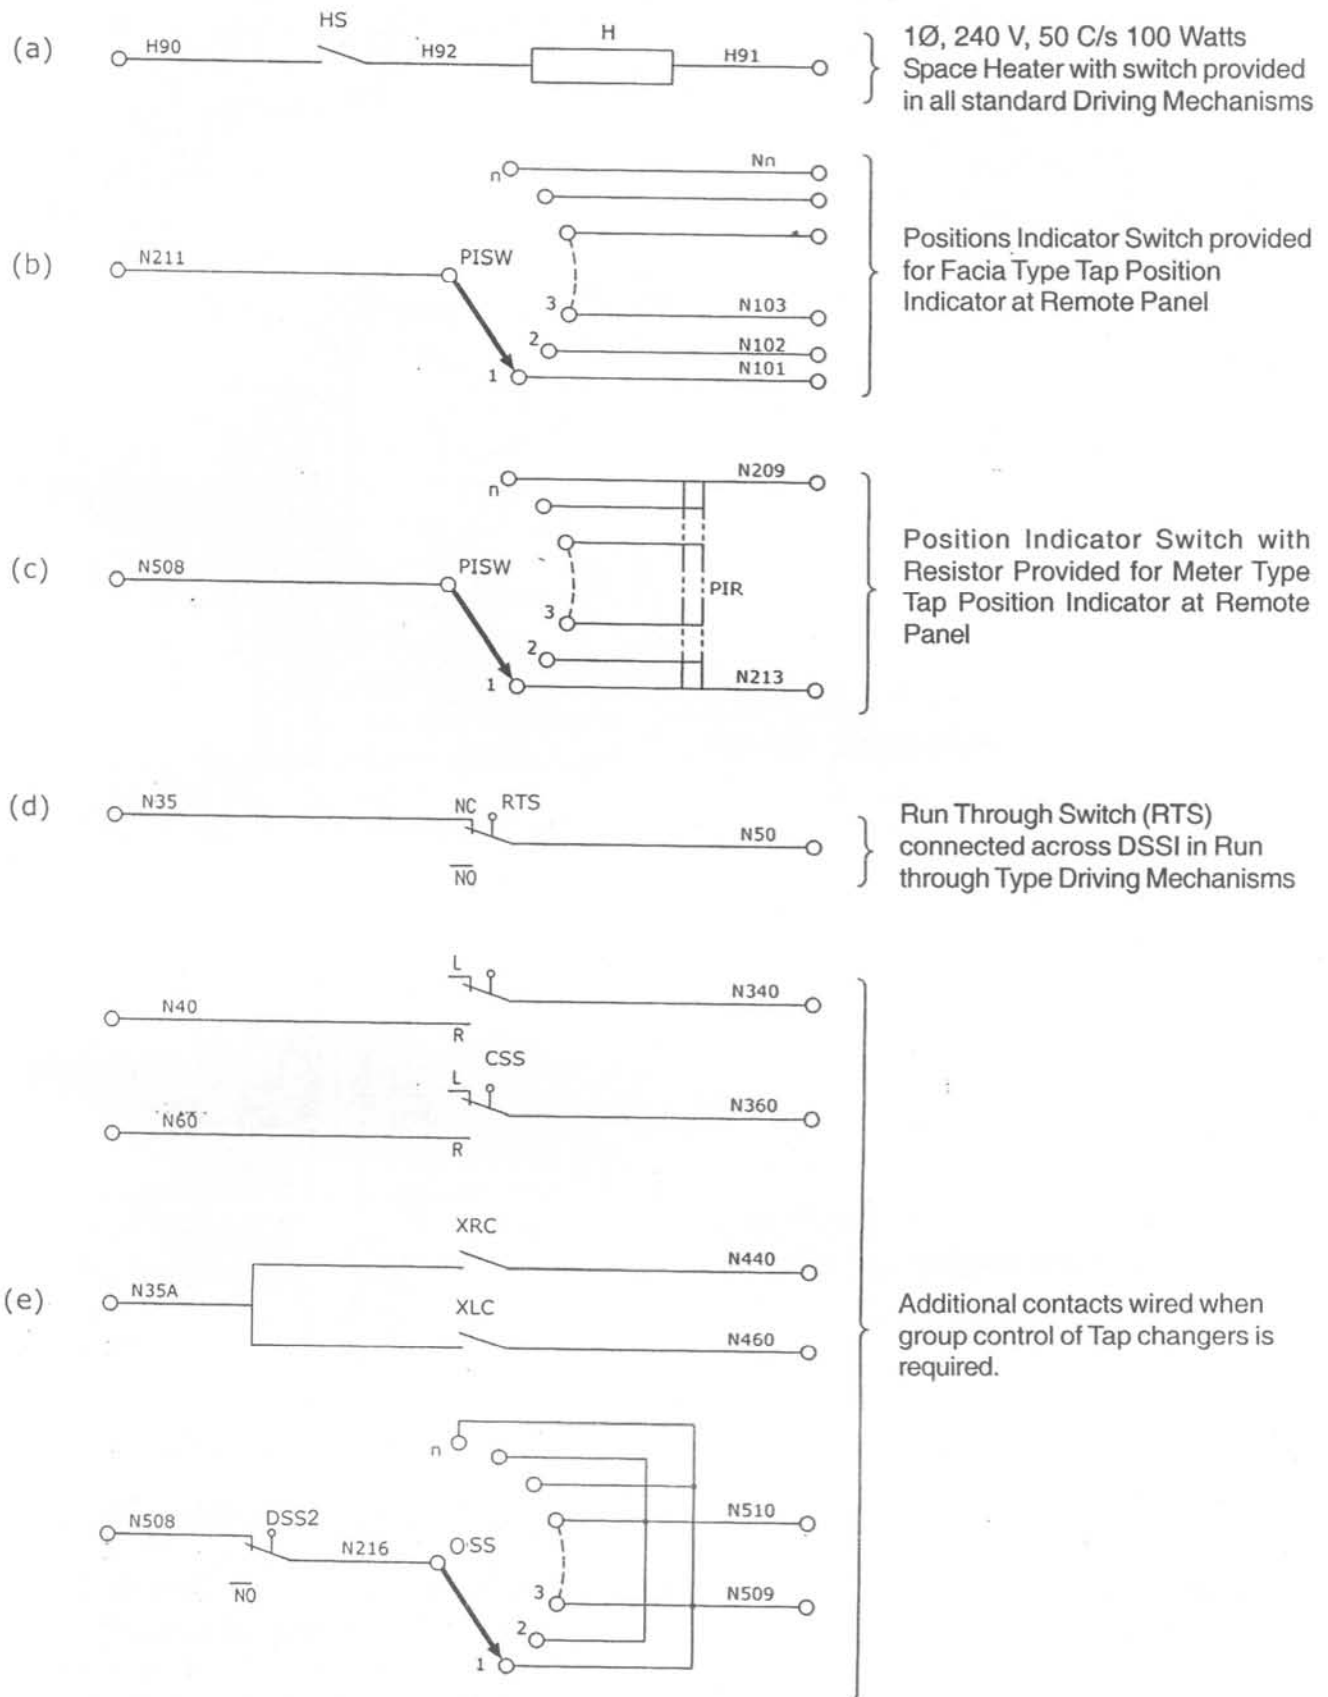 (a)
H90
HS
H92
H
H91
1Ø, 240 V, 50 C/s 100 Watts
Space Heater with switch provided
in all standard Driving Mechanisms
(b)
N211
PISW
n
Nn
3
N103
2
N102
1
N101
Positions Indicator Switch provided
for Facia Type Tap Position
Indicator at Remote Panel
(c)
N508
PISW
n
N209
PIR
3
2
1
N213
Position Indicator Switch with
Resistor Provided for Meter Type
Tap Position Indicator at Remote
Panel
(d)
N35
NC
RTS
NO
N50
Run Through Switch (RTS)
connected across DSSI in Run
through Type Driving Mechanisms
(e)
L
N340
N40
R
CSS
L
N360
N60
R
XRC
N440
N35A
XLC
N460
Additional contacts wired when
group control of Tap changers is
required.
n
N508
DSS2
NO
N216
O·SS
N510
3
N509
2
1